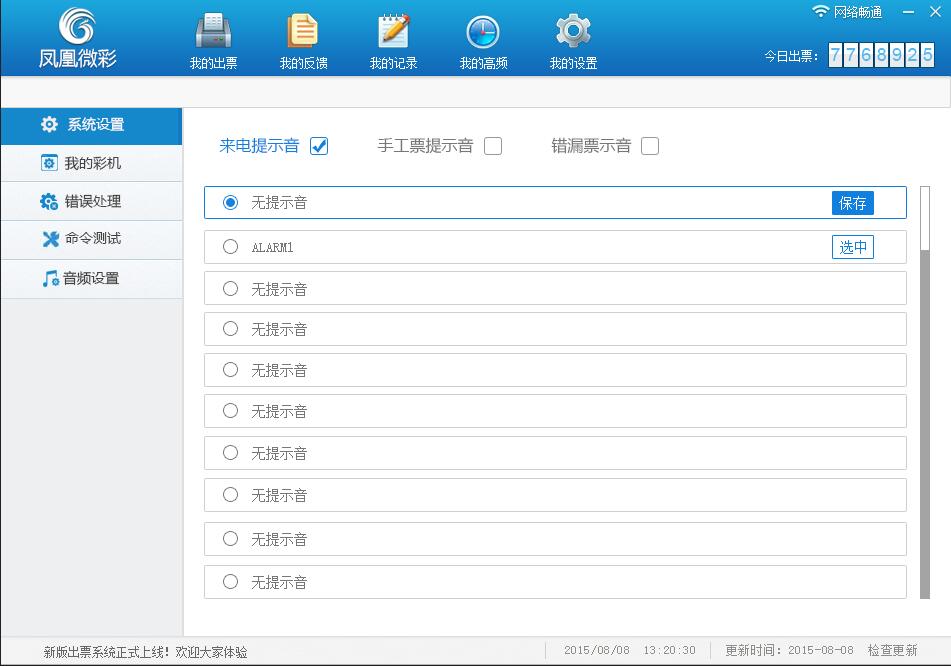 网络畅通
凤凰微彩
我的出票 我的反馈 我的记录 我的高频 我的设置
今日出票: 7768925
系统设置
我的彩机
错误处理
命令测试
音频设置
来电提示音 手工票提示音 错漏票示音
无提示音 保存
ALARM1 选中
无提示音
无提示音
无提示音
无提示音
无提示音
无提示音
无提示音
无提示音
新版出票系统正式上线！欢迎大家体验 2015/08/08 13:20:30 更新时间：2015-08-08 检查更新